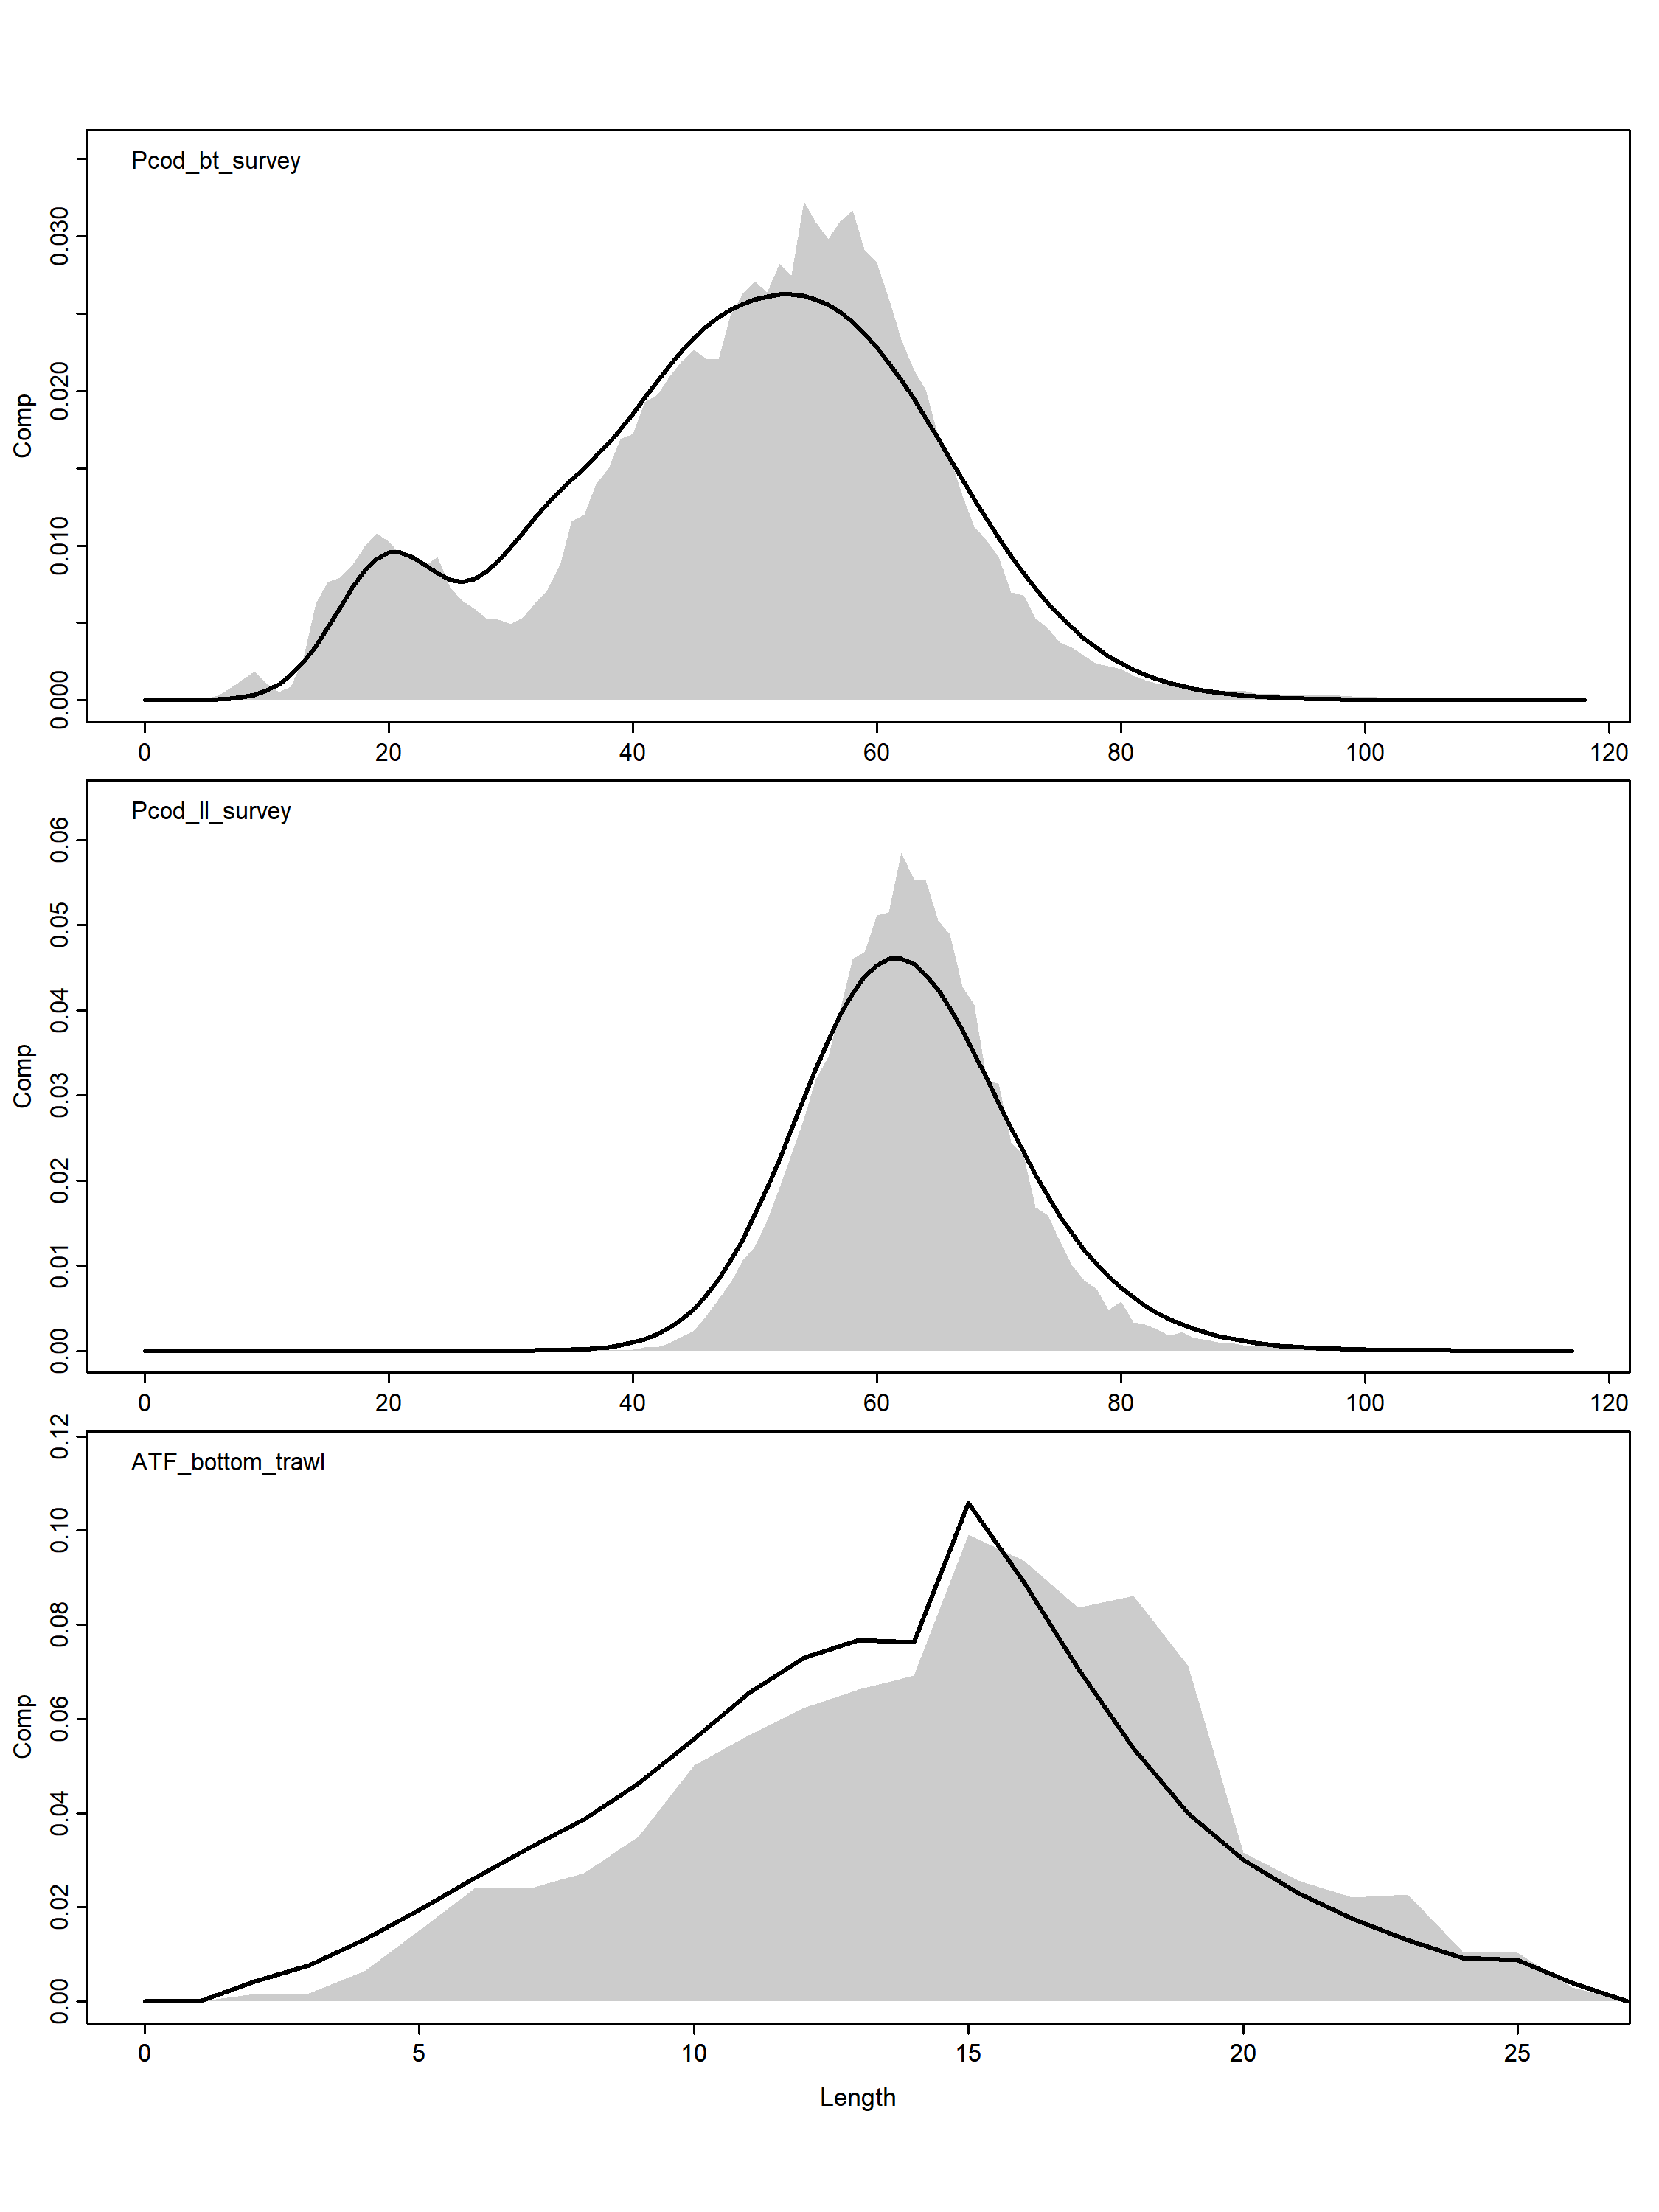 Pcod_bt_survey
Comp
0.030
0.020
0.010
0.000
0 20 40 60 80 100 120
Pcod_ll_survey
Comp
0.06
0.05
0.04
0.03
0.02
0.01
0.00
0 20 40 60 80 100 120
ATF_bottom_trawl
Comp
0.12
0.10
0.08
0.06
0.04
0.02
0.00
0 5 10 15 20 25
Length